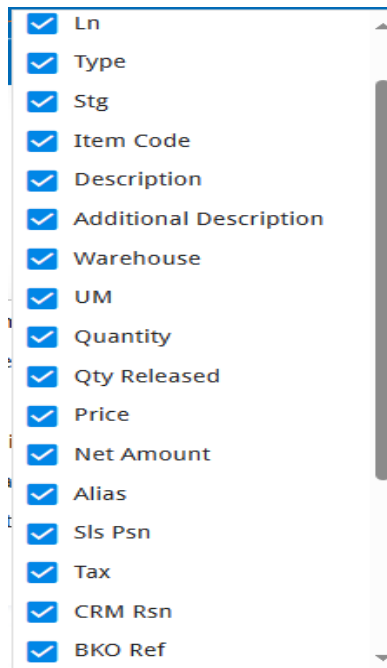 Ln
Type
Stg
Item Code
Description
Additional Description
Warehouse
UM
Quantity
Qty Released
Price
Net Amount
Alias
Sls Psn
Tax
CRM Rsn
BKO Ref